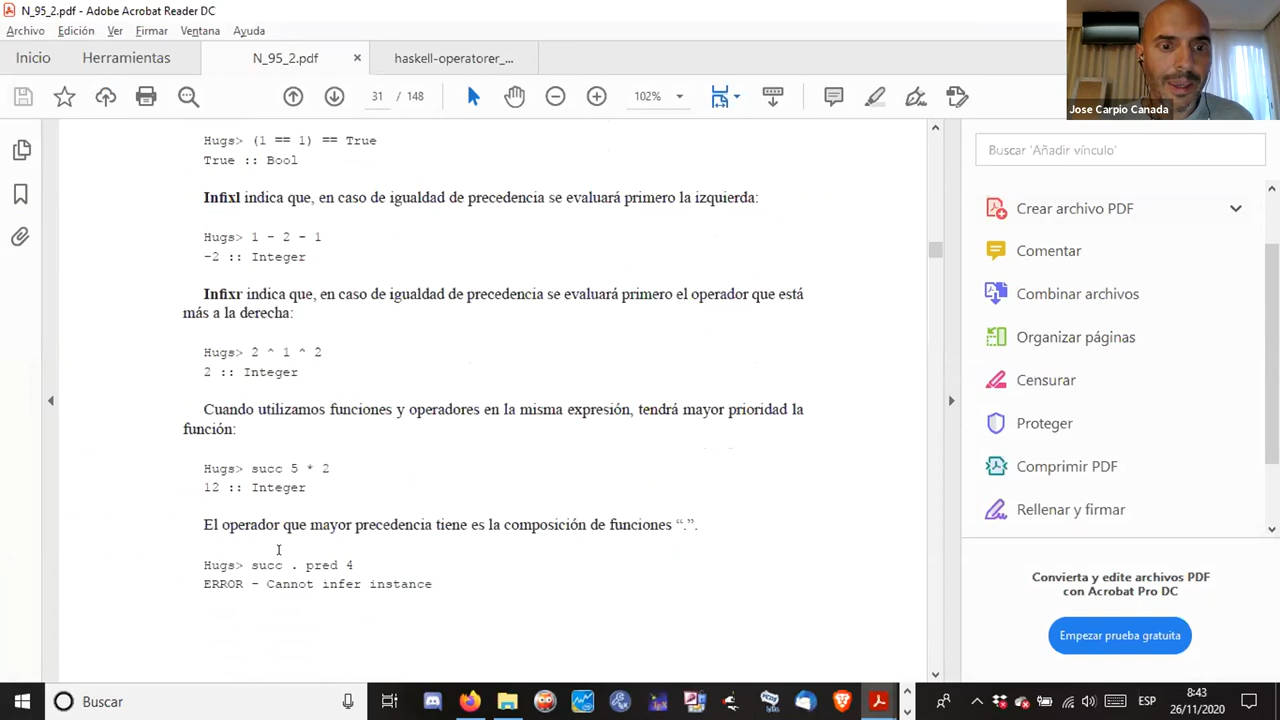 N_95_2.pdf - Adobe Acrobat Reader DC
Archivo Edición Ver Firmar Ventana Ayuda
Inicio Herramientas N_95_2.pdf × haskell-operatorer_...
31 / 148 102%
Jose Carpio Canada
Hugs> (1 == 1) == True
True :: Bool
Infixl indica que, en caso de igualdad de precedencia se evaluará primero la izquierda:
Hugs> 1 - 2 - 1
-2 :: Integer
Infixr indica que, en caso de igualdad de precedencia se evaluará primero el operador que está
más a la derecha:
Hugs> 2 ^ 1 ^ 2
2 :: Integer
Cuando utilizamos funciones y operadores en la misma expresión, tendrá mayor prioridad la
función:
Hugs> succ 5 * 2
12 :: Integer
El operador que mayor precedencia tiene es la composición de funciones “.”.
Hugs> succ . pred 4
ERROR - Cannot infer instance
Buscar 'Añadir vínculo'
Crear archivo PDF
Comentar
Combinar archivos
Organizar páginas
Censurar
Proteger
Comprimir PDF
Rellenar y firmar
Convierta y edite archivos PDF
con Acrobat Pro DC
Empezar prueba gratuita
Buscar
ESP
8:43
26/11/2020